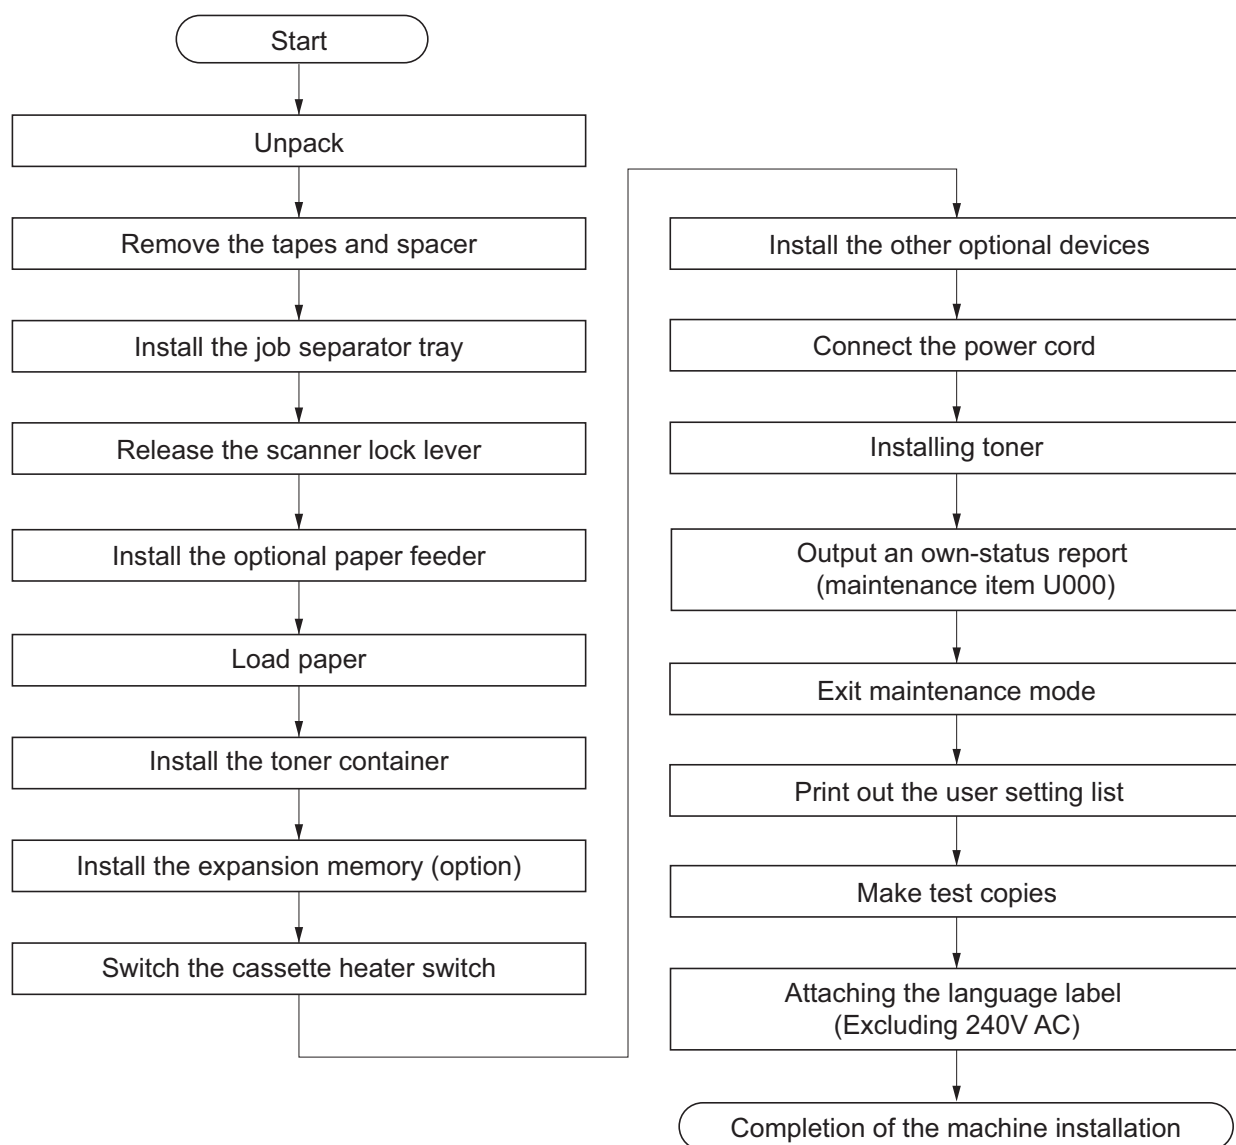 Start
Unpack
Remove the tapes and spacer
Install the job separator tray
Release the scanner lock lever
Install the optional paper feeder
Load paper
Install the toner container
Install the expansion memory (option)
Switch the cassette heater switch
Install the other optional devices
Connect the power cord
Installing toner
Output an own-status report
(maintenance item U000)
Exit maintenance mode
Print out the user setting list
Make test copies
Attaching the language label
(Excluding 240V AC)
Completion of the machine installation